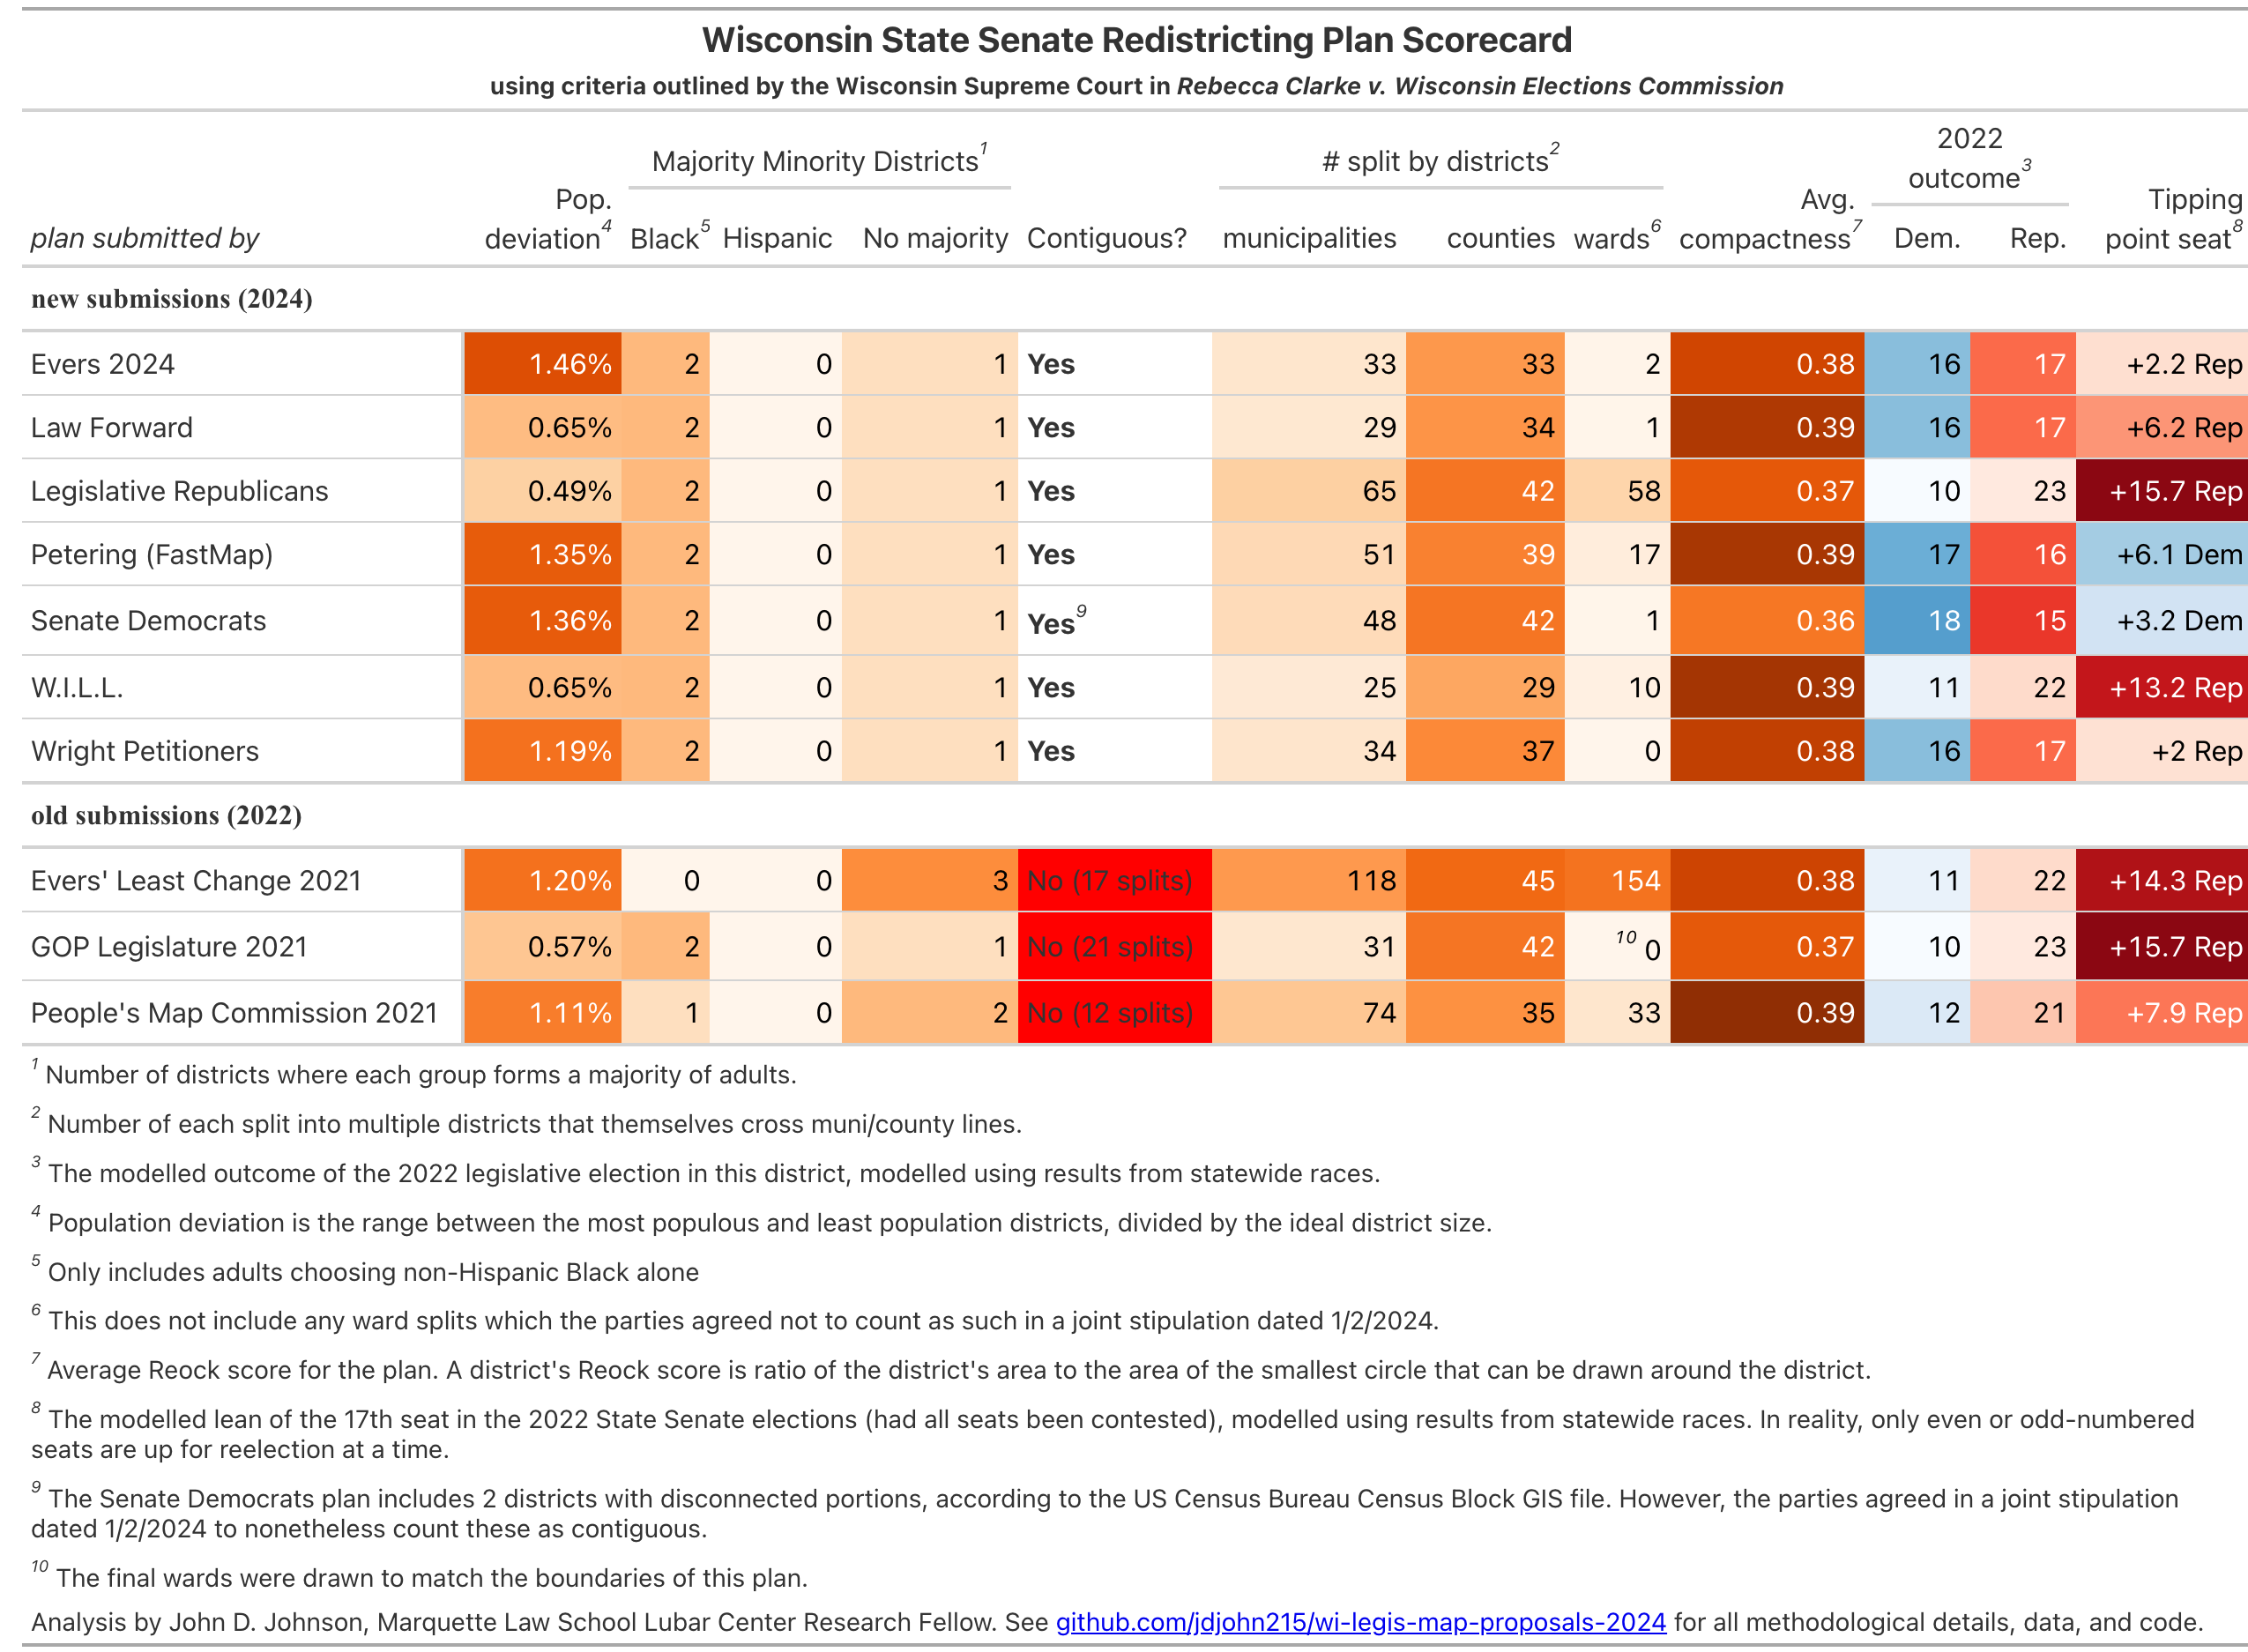 Wisconsin State Senate Redistricting Plan Scorecard
using criteria outlined by the Wisconsin Supreme Court in Rebecca Clarke v. Wisconsin Elections Commission
Majority Minority Districts1 # split by districts2 2022 outcome3
plan submitted by Pop. deviation4 Black5 Hispanic No majority Contiguous? municipalities counties wards6 Avg. compactness7 Dem. Rep. Tipping point seat8
new submissions (2024)
Evers 2024 1.46% 2 0 1 Yes 33 33 2 0.38 16 17 +2.2 Rep
Law Forward 0.65% 2 0 1 Yes 29 34 1 0.39 16 17 +6.2 Rep
Legislative Republicans 0.49% 2 0 1 Yes 65 42 58 0.37 10 23 +15.7 Rep
Petering (FastMap) 1.35% 2 0 1 Yes 51 39 17 0.39 17 16 +6.1 Dem
Senate Democrats 1.36% 2 0 1 Yes9 48 42 1 0.36 18 15 +3.2 Dem
W.I.L.L. 0.65% 2 0 1 Yes 25 29 10 0.39 11 22 +13.2 Rep
Wright Petitioners 1.19% 2 0 1 Yes 34 37 0 0.38 16 17 +2 Rep
old submissions (2022)
Evers' Least Change 2021 1.20% 0 0 3 No (17 splits) 118 45 154 0.38 11 22 +14.3 Rep
GOP Legislature 2021 0.57% 2 0 1 No (21 splits) 31 42 10 0 0.37 10 23 +15.7 Rep
People's Map Commission 2021 1.11% 1 0 2 No (12 splits) 74 35 33 0.39 12 21 +7.9 Rep
1 Number of districts where each group forms a majority of adults.
2 Number of each split into multiple districts that themselves cross muni/county lines.
3 The modelled outcome of the 2022 legislative election in this district, modelled using results from statewide races.
4 Population deviation is the range between the most populous and least population districts, divided by the ideal district size.
5 Only includes adults choosing non-Hispanic Black alone
6 This does not include any ward splits which the parties agreed not to count as such in a joint stipulation dated 1/2/2024.
7 Average Reock score for the plan. A district's Reock score is ratio of the district's area to the area of the smallest circle that can be drawn around the district.
8 The modelled lean of the 17th seat in the 2022 State Senate elections (had all seats been contested), modelled using results from statewide races. In reality, only even or odd-numbered
seats are up for reelection at a time.
9 The Senate Democrats plan includes 2 districts with disconnected portions, according to the US Census Bureau Census Block GIS file. However, the parties agreed in a joint stipulation
dated 1/2/2024 to nonetheless count these as contiguous.
10 The final wards were drawn to match the boundaries of this plan.
Analysis by John D. Johnson, Marquette Law School Lubar Center Research Fellow. See github.com/jdjohn215/wi-legis-map-proposals-2024 for all methodological details, data, and code.